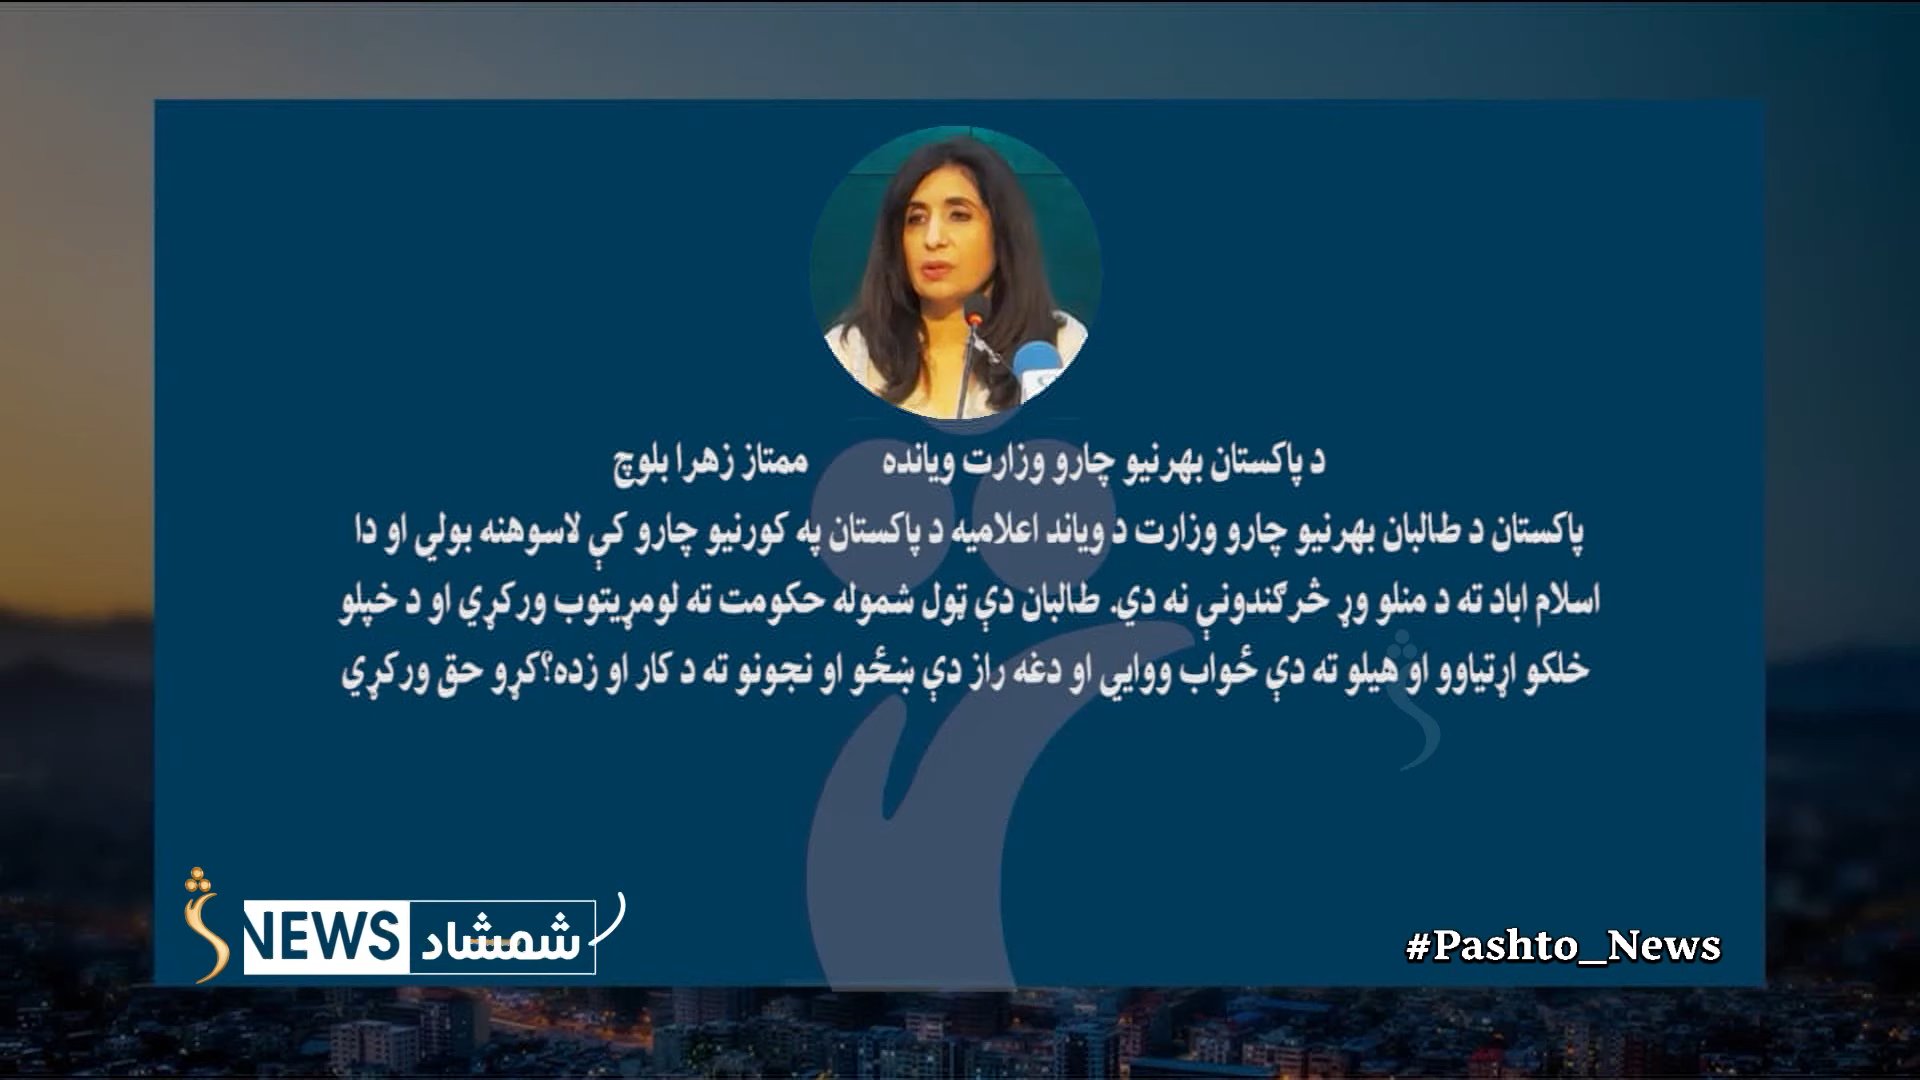 د پاکستان بهرنیو چارو وزارت ویانده ممتاز زهرا بلوچ
پاکستان د طالبان بهرنیو چارو وزارت د ویاند اعلامیه د پاکستان په کورنیو چارو کې لاسوهنه بولي او دا
اسلام اباد ته د منلو وړ څرګندونې نه دي. طالبان دې ټول شموله حکومت ته لومړیتوب ورکړي او د خپلو
خلکو اړتیاوو او هیلو ته دې ځواب ووایي او دغه راز دې ښځو او نجونو ته د کار او زده؟کړو حق ورکړي
NEWS شمشاد
#Pashto_News